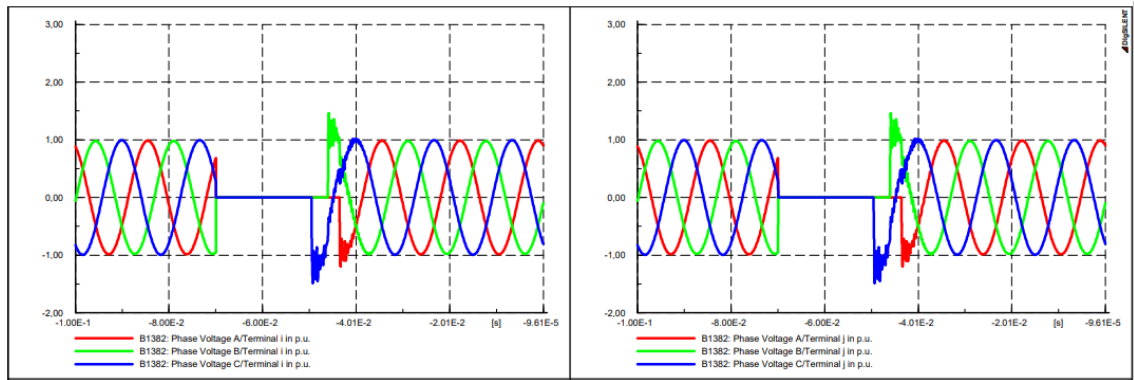 3,00
2,00
1,00
0,00
-1,00
-2,00
-1.00E-1 -8.00E-2 -6.00E-2 -4.01E-2 -2.01E-2 [s] -9.61E-5
B1382: Phase Voltage A/Terminal i in p.u.
B1382: Phase Voltage B/Terminal i in p.u.
B1382: Phase Voltage C/Terminal i in p.u.
3,00
2,00
1,00
0,00
-1,00
-2,00
-1.00E-1 -8.00E-2 -6.00E-2 -4.01E-2 -2.01E-2 [s] -9.61E-5
B1382: Phase Voltage A/Terminal j in p.u.
B1382: Phase Voltage B/Terminal j in p.u.
B1382: Phase Voltage C/Terminal j in p.u.
DIgSILENT